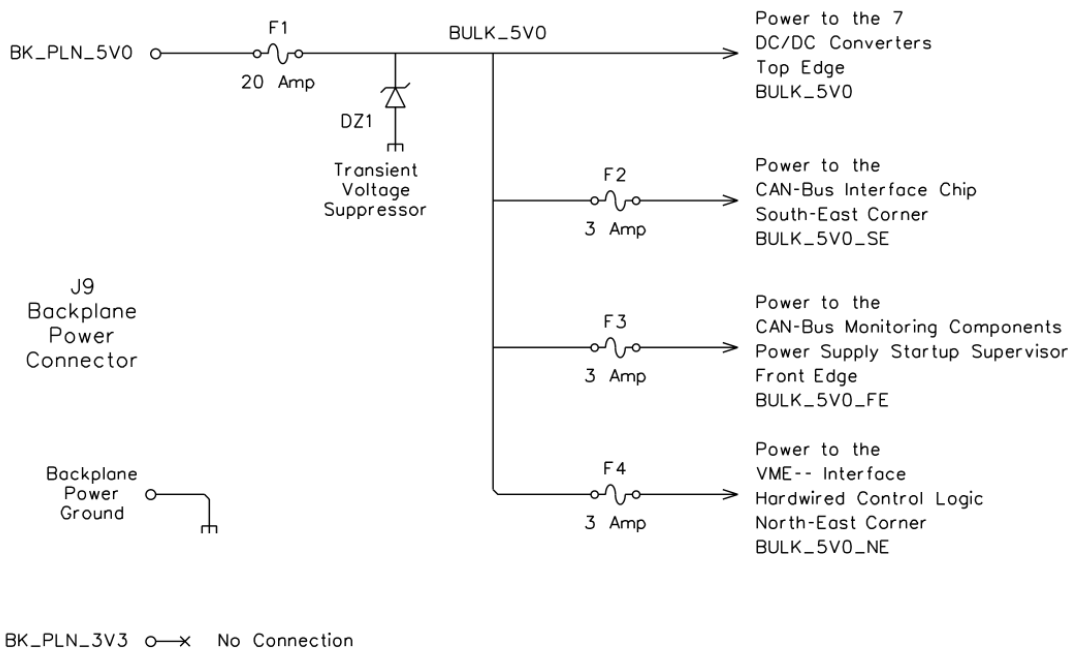 BK_PLN_5V0
F1
20 Amp
BULK_5V0
DZ1
Transient
Voltage
Suppressor
Power to the 7
DC/DC Converters
Top Edge
BULK_5V0
F2
3 Amp
Power to the
CAN-Bus Interface Chip
South-East Corner
BULK_5V0_SE
J9
Backplane
Power
Connector
F3
3 Amp
Power to the
CAN-Bus Monitoring Components
Power Supply Startup Supervisor
Front Edge
BULK_5V0_FE
Backplane
Power
Ground
F4
3 Amp
Power to the
VME-- Interface
Hardwired Control Logic
North-East Corner
BULK_5V0_NE
BK_PLN_3V3
No Connection